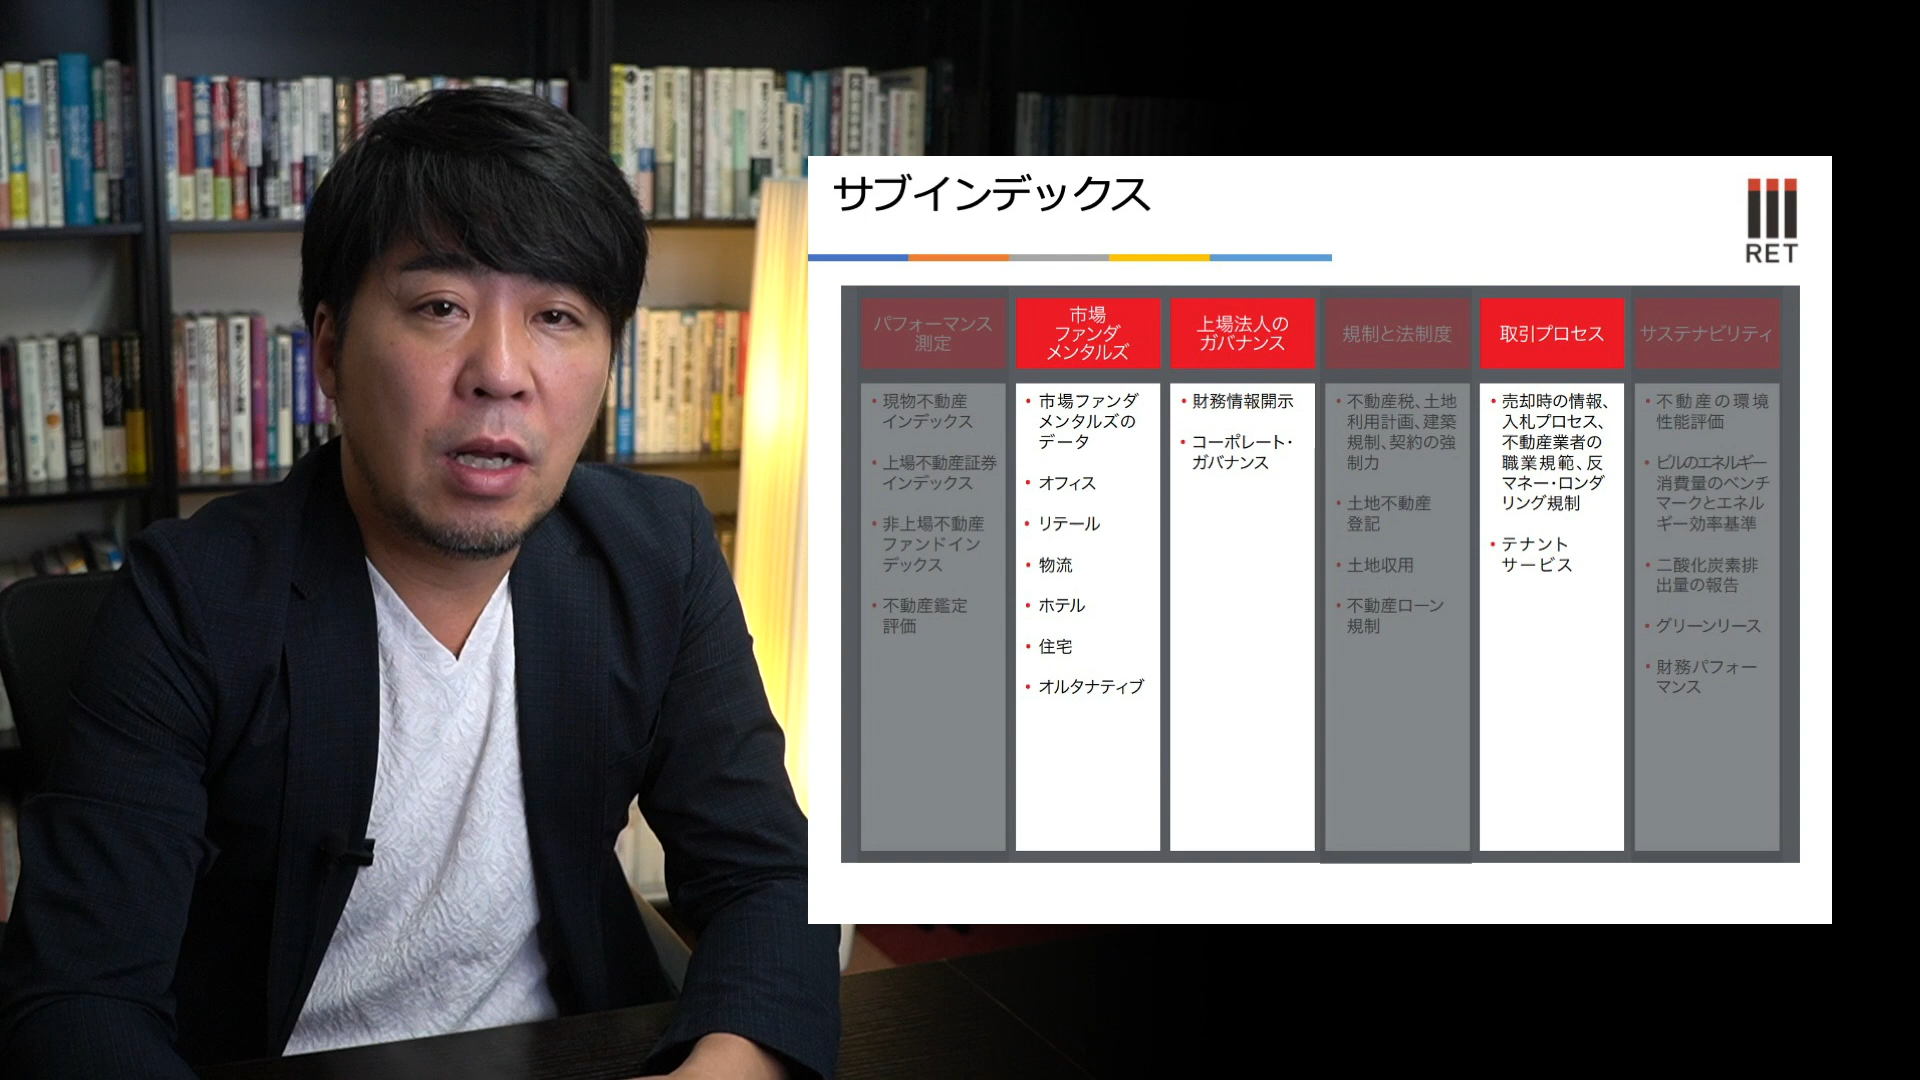 サブインデックス
RET
パフォーマンス
測定
現物不動産
インデックス
上場不動産証券
インデックス
非上場不動産
ファンドイン
デックス
不動産鑑定
評価
市場
ファンダ
メンタルズ
市場ファンダ
メンタルズの
データ
オフィス
リテール
物流
ホテル
住宅
オルタナティブ
上場法人の
ガバナンス
財務情報開示
コーポレート・
ガバナンス
規制と法制度
不動産税、土地
利用計画、建築
規制、契約の強
制力
土地不動産
登記
土地収用
不動産ローン
規制
取引プロセス
売却時の情報、
入札プロセス、
不動産業者の
職業規範、反
マネー・ロンダ
リング規制
テナント
サービス
サステナビリティ
不動産の環境
性能評価
ビルのエネルギー
消費量のベンチ
マークとエネル
ギー効率基準
二酸化炭素排
出量の報告
グリーンリース
財務パフォー
マンス